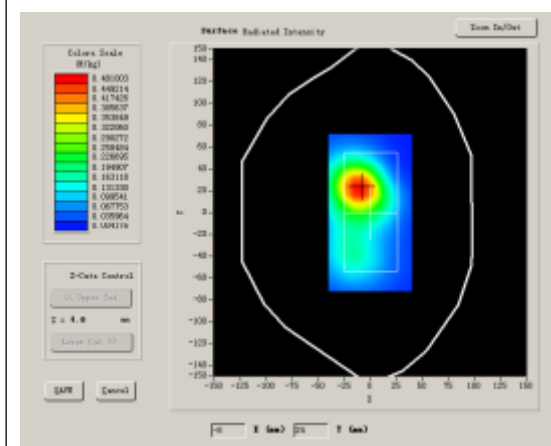 Surface Radiated Intensity
Zoom In/Out
Colors Scale
(W/kg)
0.481003
0.449214
0.417426
0.385637
0.353848
0.322060
0.290272
0.258484
0.226695
0.194907
0.163118
0.131330
0.099541
0.067753
0.035964
0.004176
Z-Cuts Control
<< Upper Cut
Z = 4.0 mm
Lower Cut >>
SAVE
Cancel
150
140
120
100
80
60
40
20
0
-20
-40
-60
-80
-100
-120
-140
-150
-150 -125 -100 -75 -50 -25 0 25 50 75 100 125 150
X
X (mm)
Y (mm)